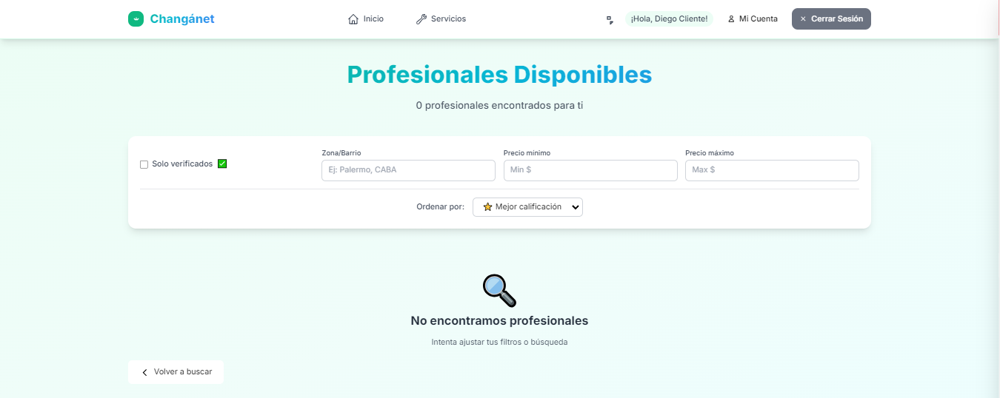 Changánet
Inicio
Servicios
¡Hola, Diego Cliente!
Mi Cuenta
Cerrar Sesión
Profesionales Disponibles
0 profesionales encontrados para ti
Solo verificados
Zona/Barrio
Ej: Palermo, CABA
Precio mínimo
Min $
Precio máximo
Max $
Ordenar por:
Mejor calificación
No encontramos profesionales
Intenta ajustar tus filtros o búsqueda
Volver a buscar